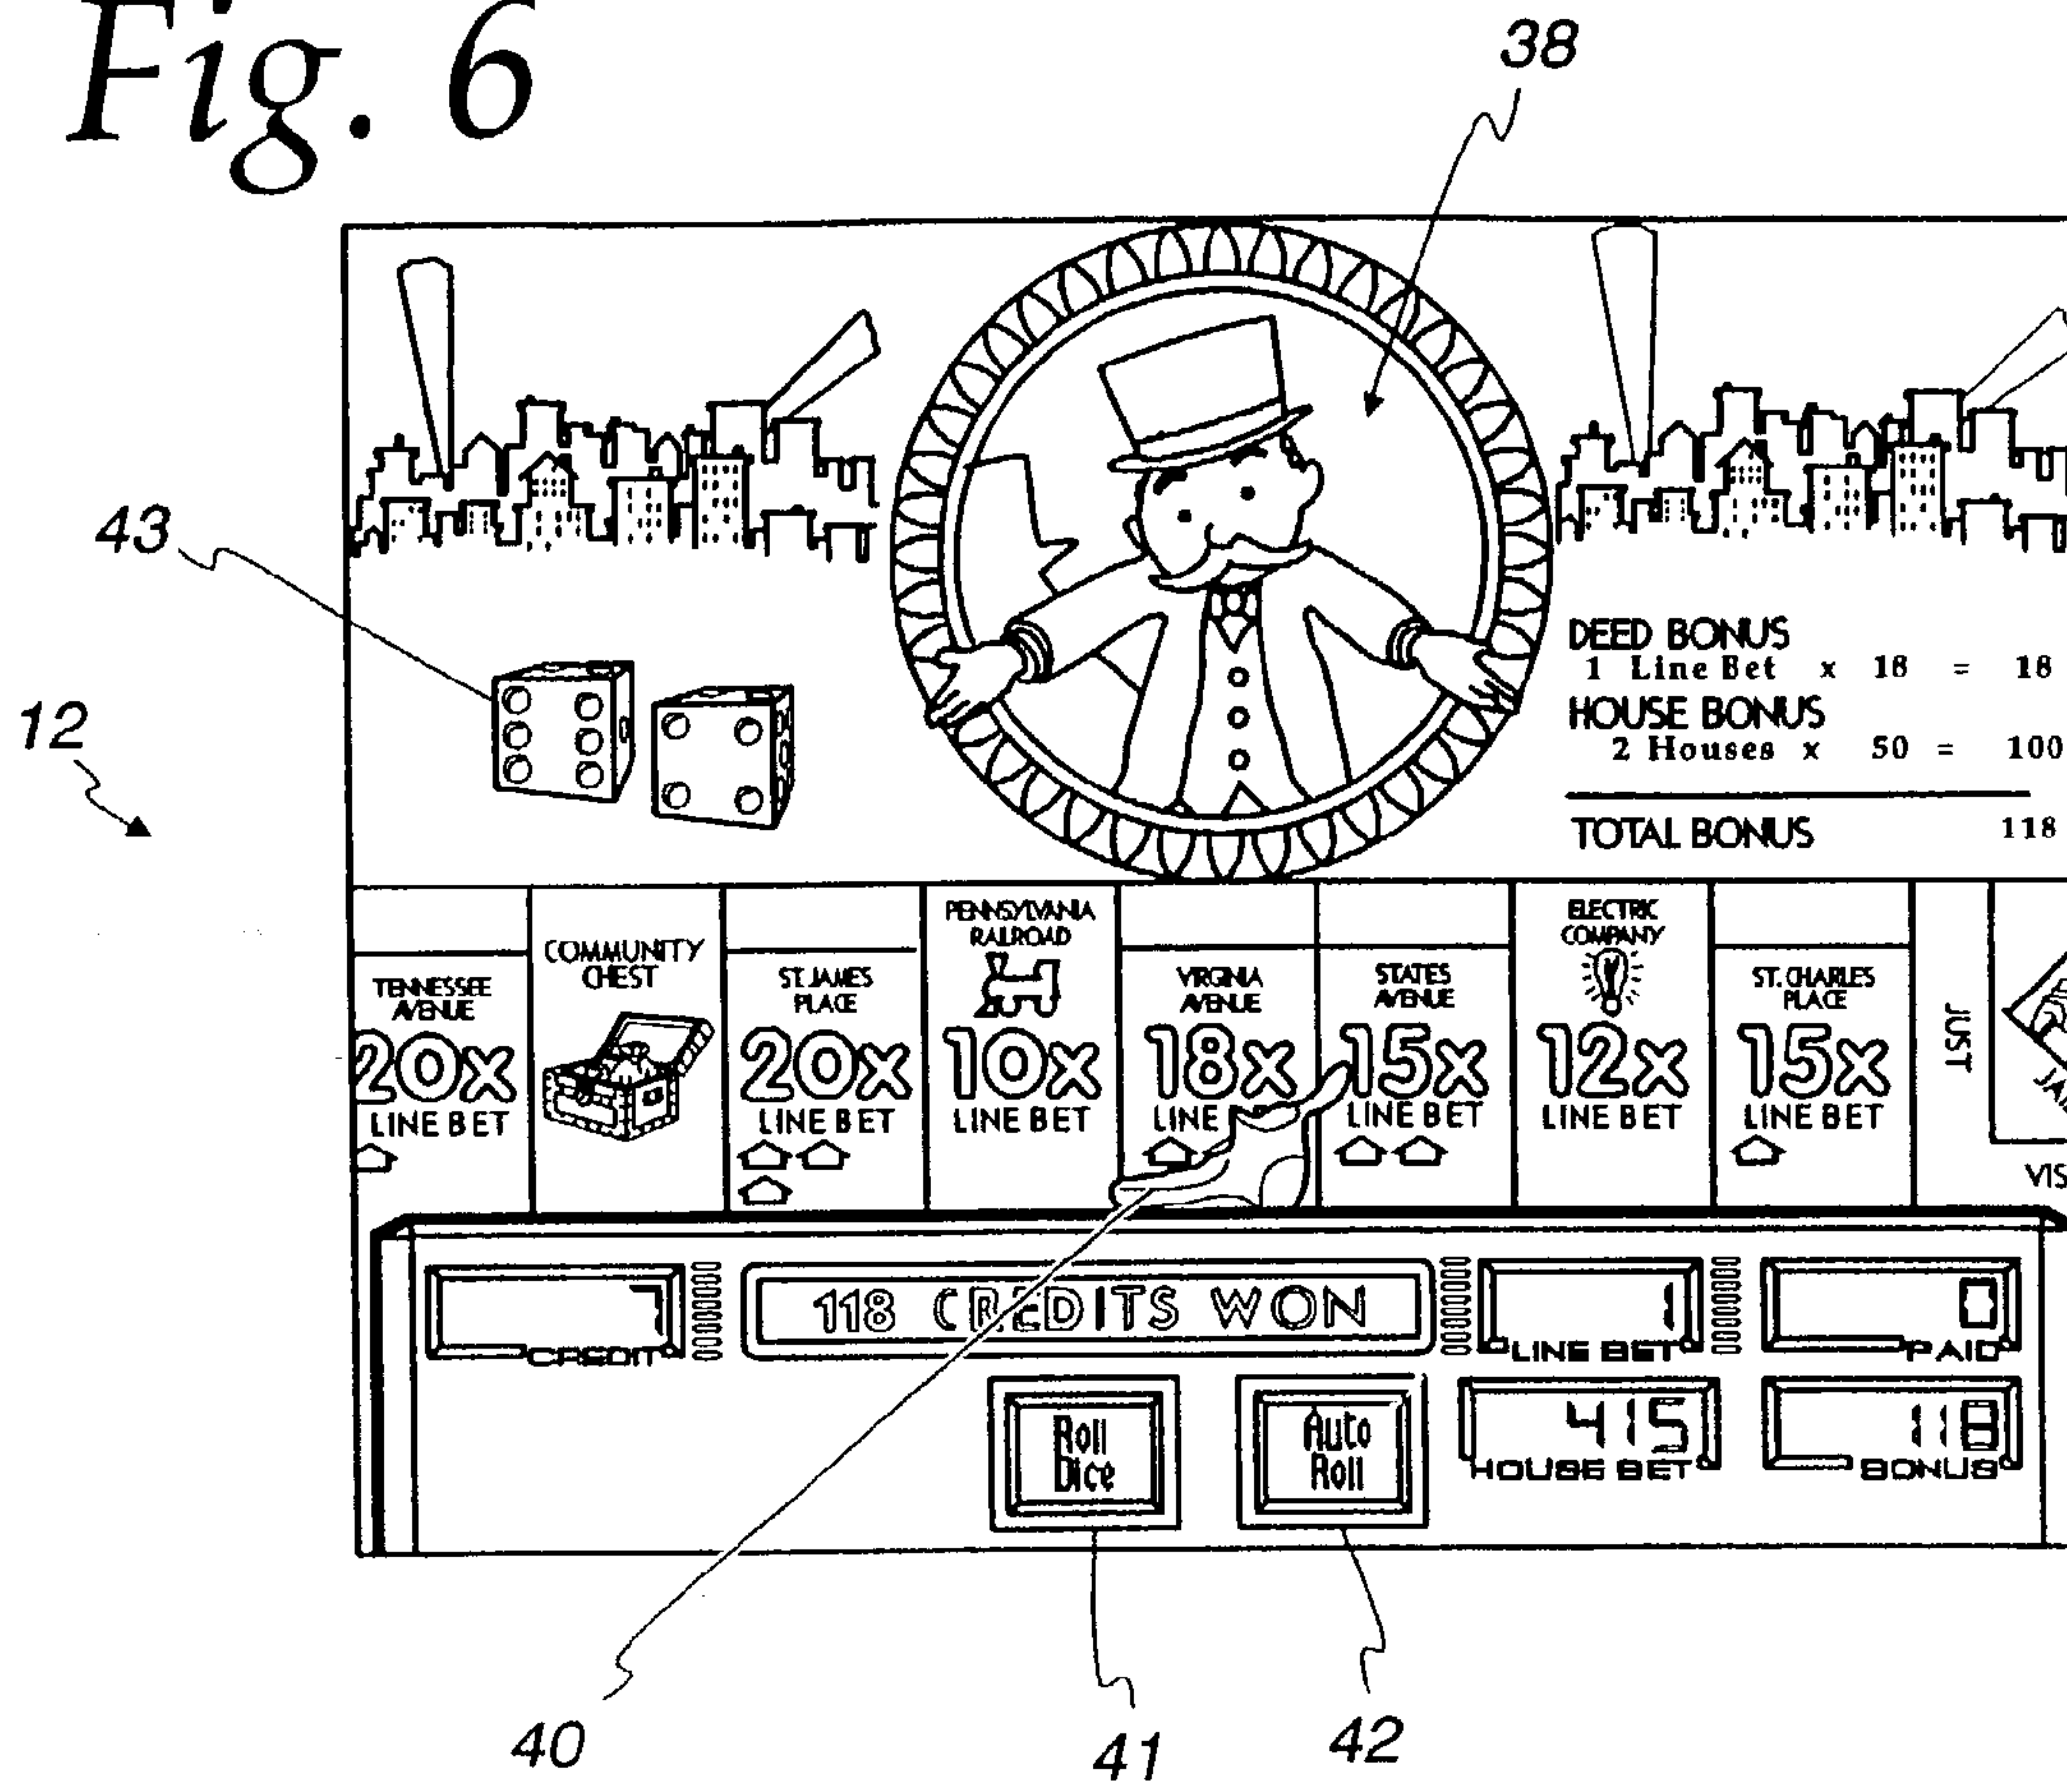 Fig. 6
38
43
12
DEED BONUS
1 Line Bet x 18 = 18
HOUSE BONUS
2 Houses x 50 = 100
TOTAL BONUS 118
TENNESSEE
AVENUE
20x
LINE BET
COMMUNITY
CHEST
ST. JAMES
PLACE
20x
LINE BET
PENNSYLVANIA
RAILROAD
10x
LINE BET
VIRGINIA
AVENUE
18x
LINE
STATES
AVENUE
15x
LINE BET
ELECTRIC
COMPANY
12x
LINE BET
ST. CHARLES
PLACE
15x
LINE BET
JUST
VIS
7
CREDIT
118 CREDITS WON
1
LINE BET
0
PAID
Roll
Dice
Auto
Roll
415
HOUSE BET
118
BONUS
40
41
42